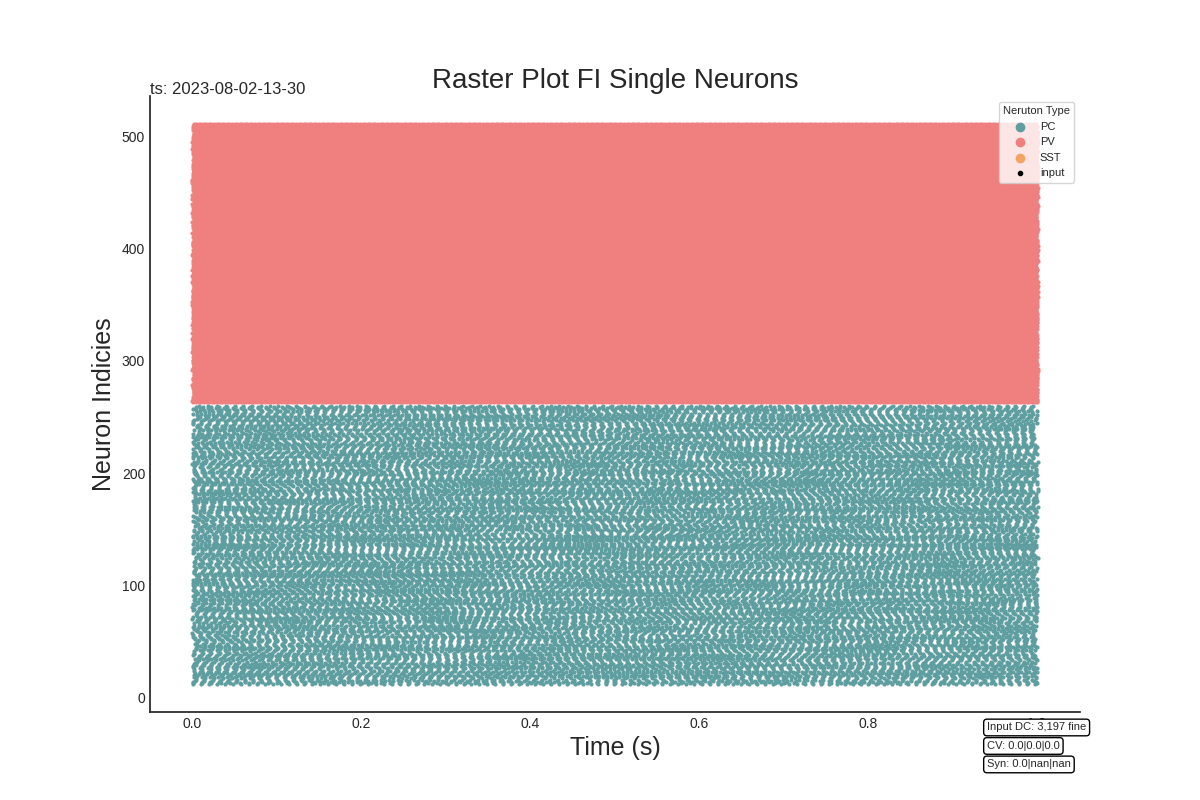 Raster Plot FI Single Neurons
ts: 2023-08-02-13-30
Neruton Type
PC
PV
SST
input
500
400
300
200
100
0
Neuron Indicies
0.0 0.2 0.4 0.6 0.8
Time (s)
Input DC: 3,197 fine
CV: 0.0|0.0|0.0
Syn: 0.0|nan|nan